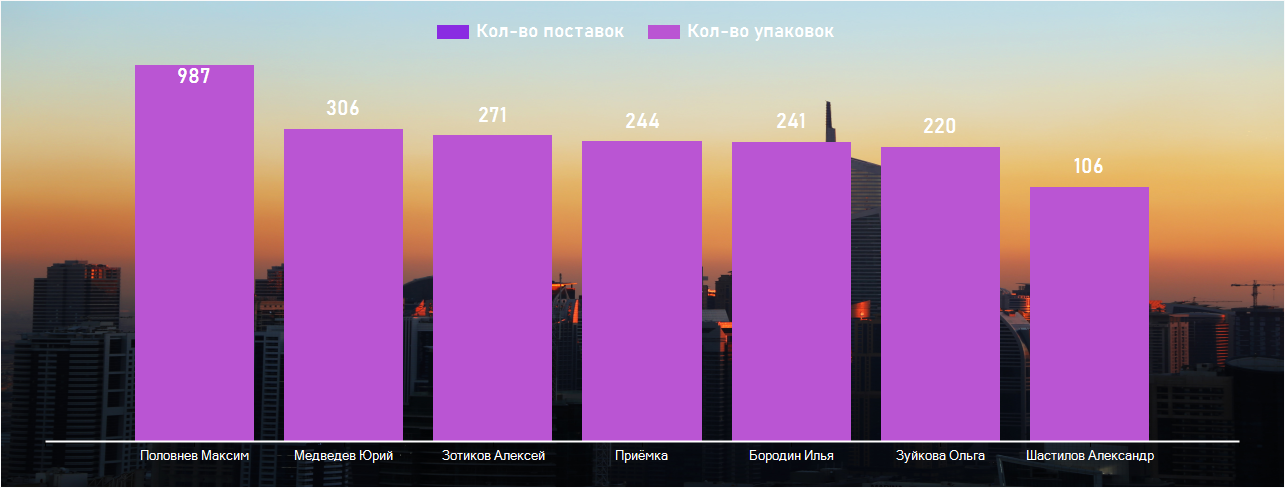 Кол-во поставок Кол-во упаковок
987
306
271
244
241
220
106
Половнев Максим
Медведев Юрий
Зотиков Алексей
Приёмка
Бородин Илья
Зуйкова Ольга
Шастилов Александр